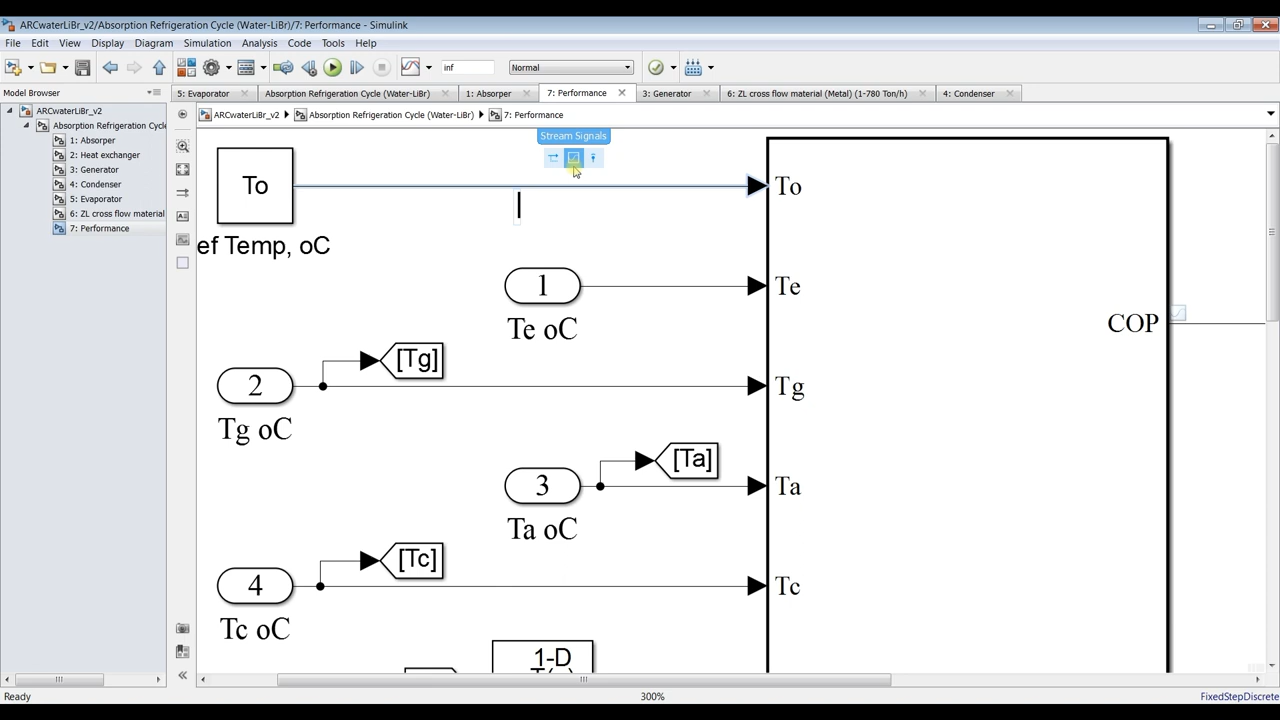 ARCwaterLiBr_v2/Absorption Refrigeration Cycle (Water-LiBr)/7: Performance - Simulink
File Edit View Display Diagram Simulation Analysis Code Tools Help
inf Normal
Model Browser
5: Evaporator Absorption Refrigeration Cycle (Water-LiBr) 1: Absorper 7: Performance 3: Generator 6: ZL cross flow material (Metal) (1-780 Ton/h) 4: Condenser
ARCwaterLiBr_v2 Absorption Refrigeration Cycle (Water-LiBr) 7: Performance
ARCwaterLiBr_v2
Absorption Refrigeration Cycle
1: Absorper
2: Heat exchanger
3: Generator
4: Condenser
5: Evaporator
6: ZL cross flow material
7: Performance
Stream Signals
To
To
ef Temp, oC
1
Te
Te oC
COP
[Tg]
2
Tg
Tg oC
[Ta]
3
Ta
Ta oC
[Tc]
4
Tc
Tc oC
1-D
Ready
300%
FixedStepDiscrete